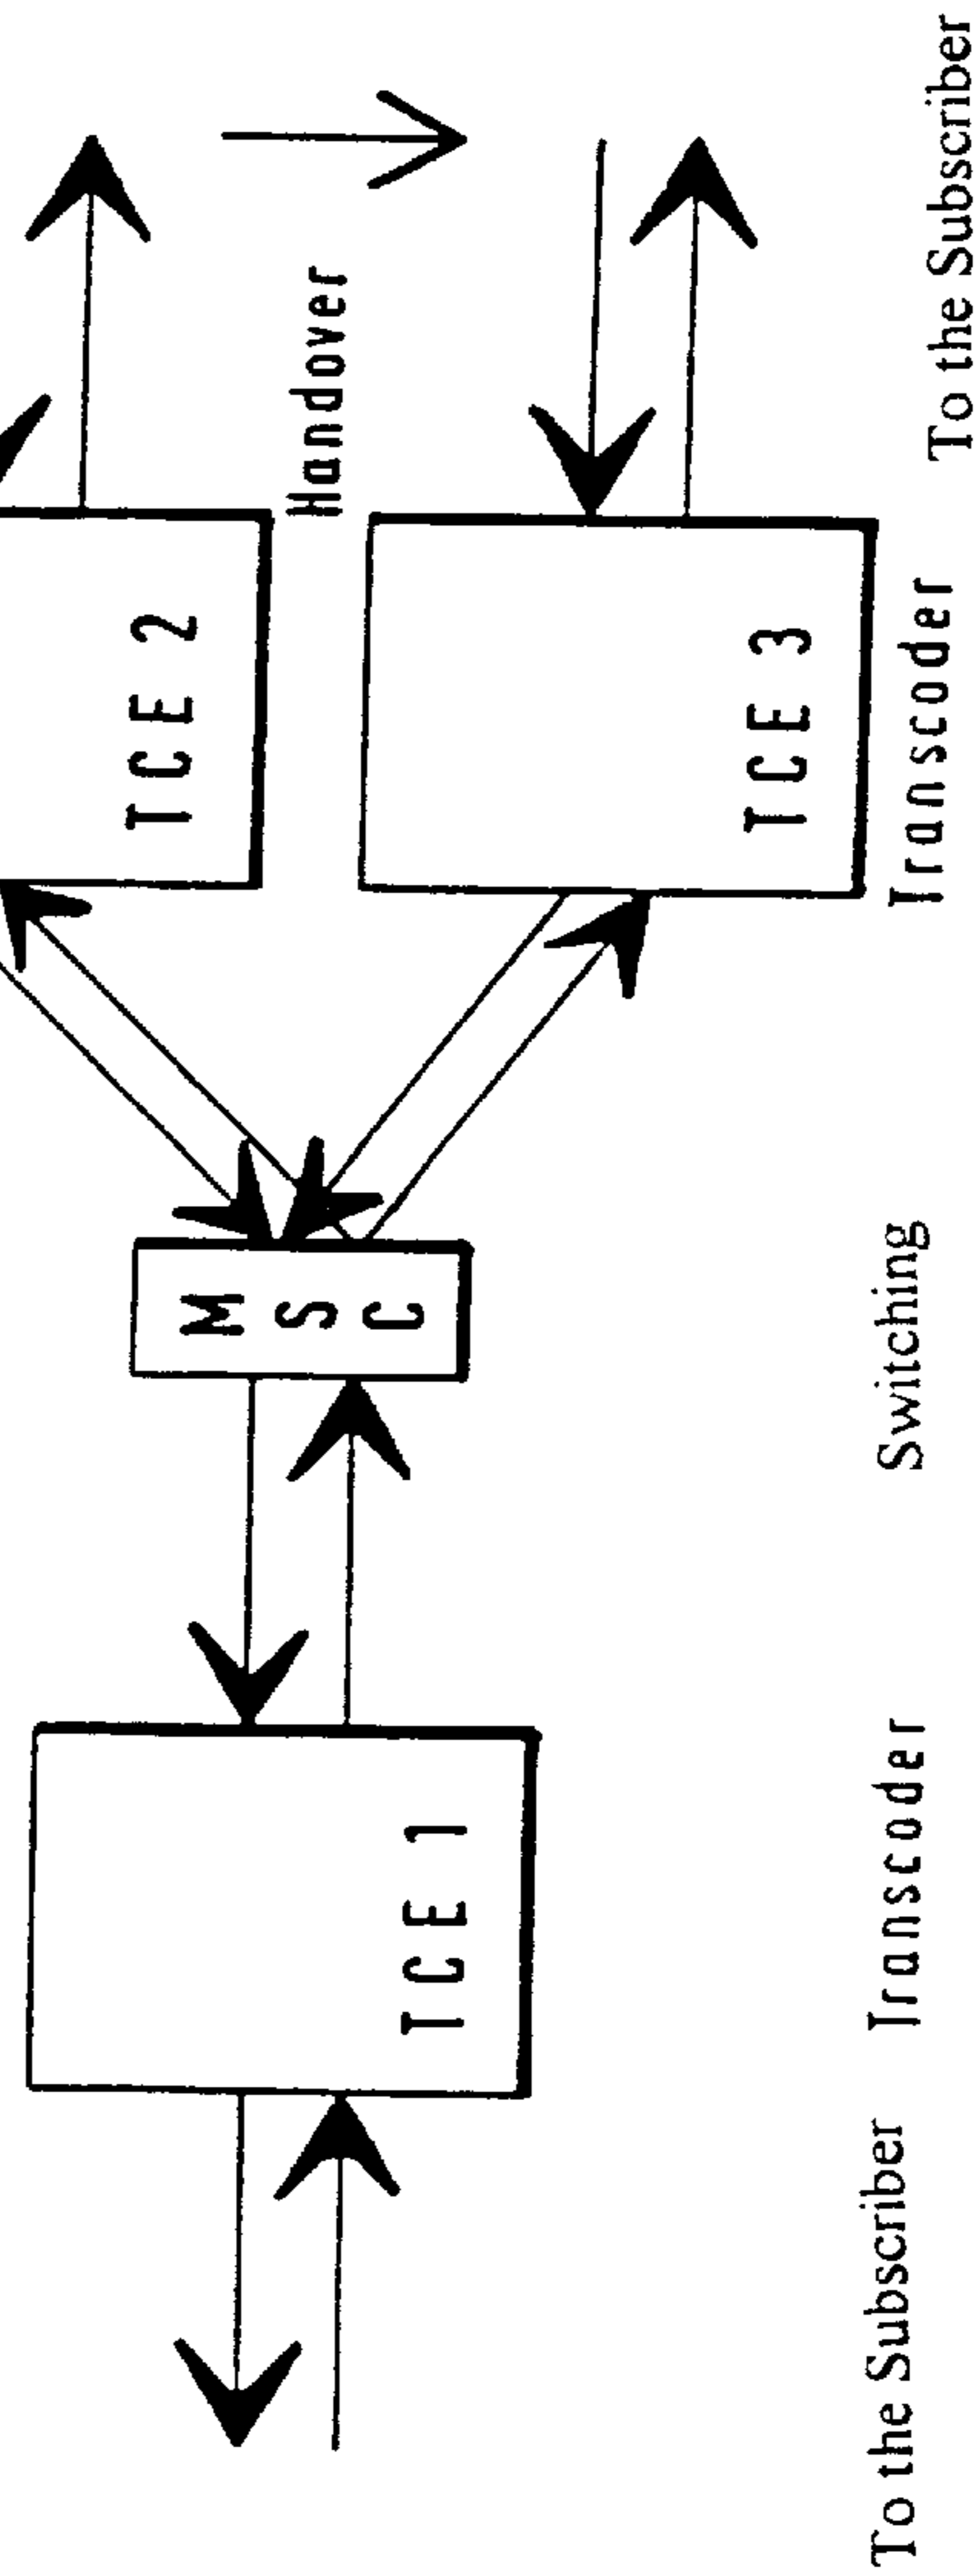 TCE 2
Handover
MSC
TCE 1
TCE 3
To the Subscriber
Transcoder
Switching
Transcoder
To the Subscriber